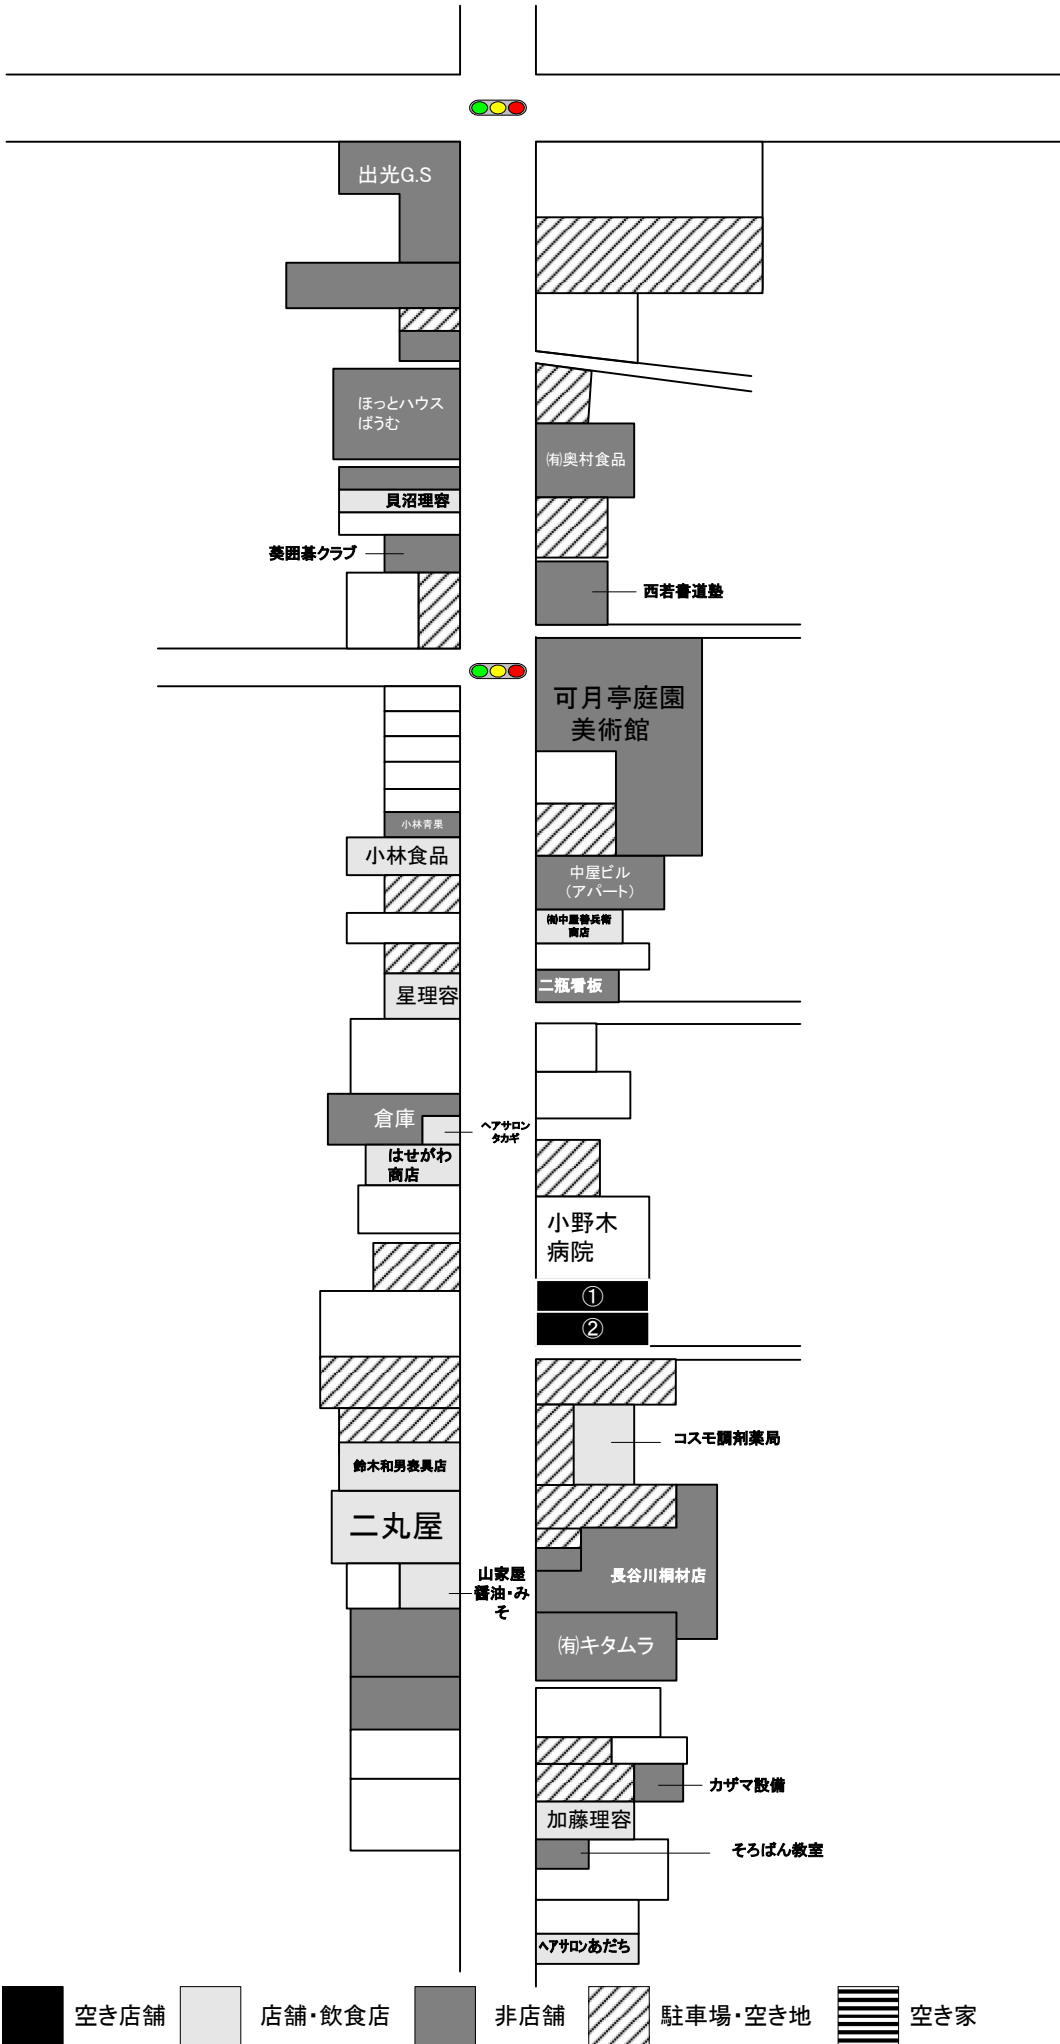 出光G.S
ほっとハウス
ぱうむ
㈲奥村食品
貝沼理容
葵囲碁クラブ
西若書道塾
可月亭庭園
美術館
小林青果
小林食品
中屋ビル
（アパート）
㈲中屋善兵衛
商店
二瓶看板
星理容
倉庫
ヘアサロン
タカギ
はせがわ
商店
小野木
病院
①
②
コスモ調剤薬局
鈴木和男表具店
二丸屋
山家屋
醤油・み
そ
長谷川桐材店
㈲キタムラ
カザマ設備
加藤理容
そろばん教室
ヘアサロンあだち
空き店舗
店舗・飲食店
非店舗
駐車場・空き地
空き家